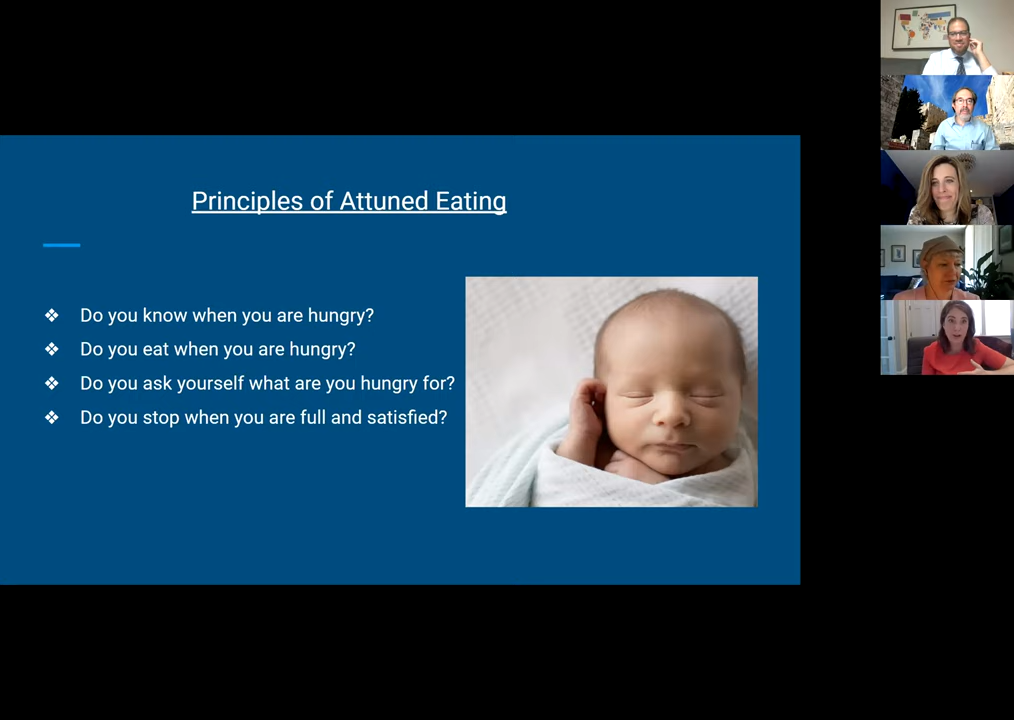 Principles of Attuned Eating
❖ Do you know when you are hungry?
❖ Do you eat when you are hungry?
❖ Do you ask yourself what are you hungry for?
❖ Do you stop when you are full and satisfied?